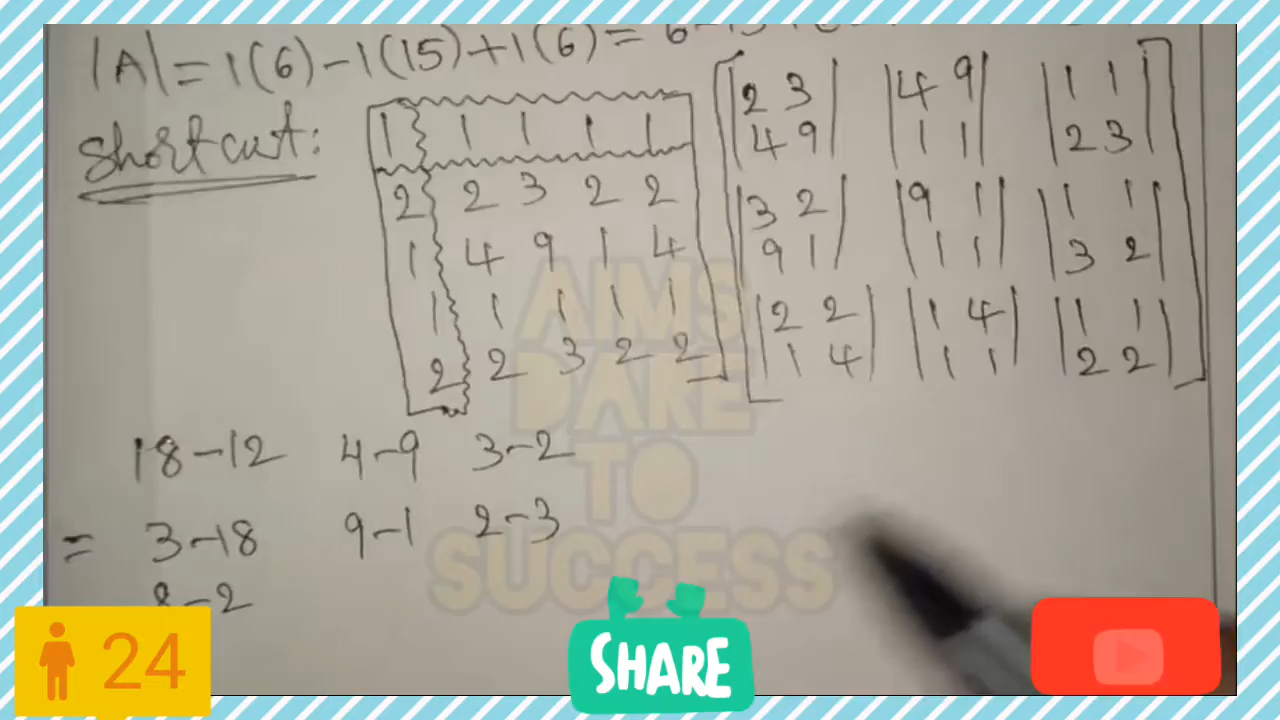 |A| = 1(6) - 1(15) + 1(6) = 6
Shortcut:
1 1 1 1 1
2 2 3 2 2
1 4 9 1 4
1 1 1 1 1
2 2 3 2 2
|2 3| |4 9| |1 1|
|4 9| |1 1| |2 3|
|3 2| |9 1| |1 1|
|9 1| |1 1| |3 2|
|2 2| |1 4| |1 1|
|1 4| |1 1| |2 2|
18-12 4-9 3-2
= 3-18 9-1 2-3
8-2
AIMS
DARE
TO
SUCCESS
24
SHARE